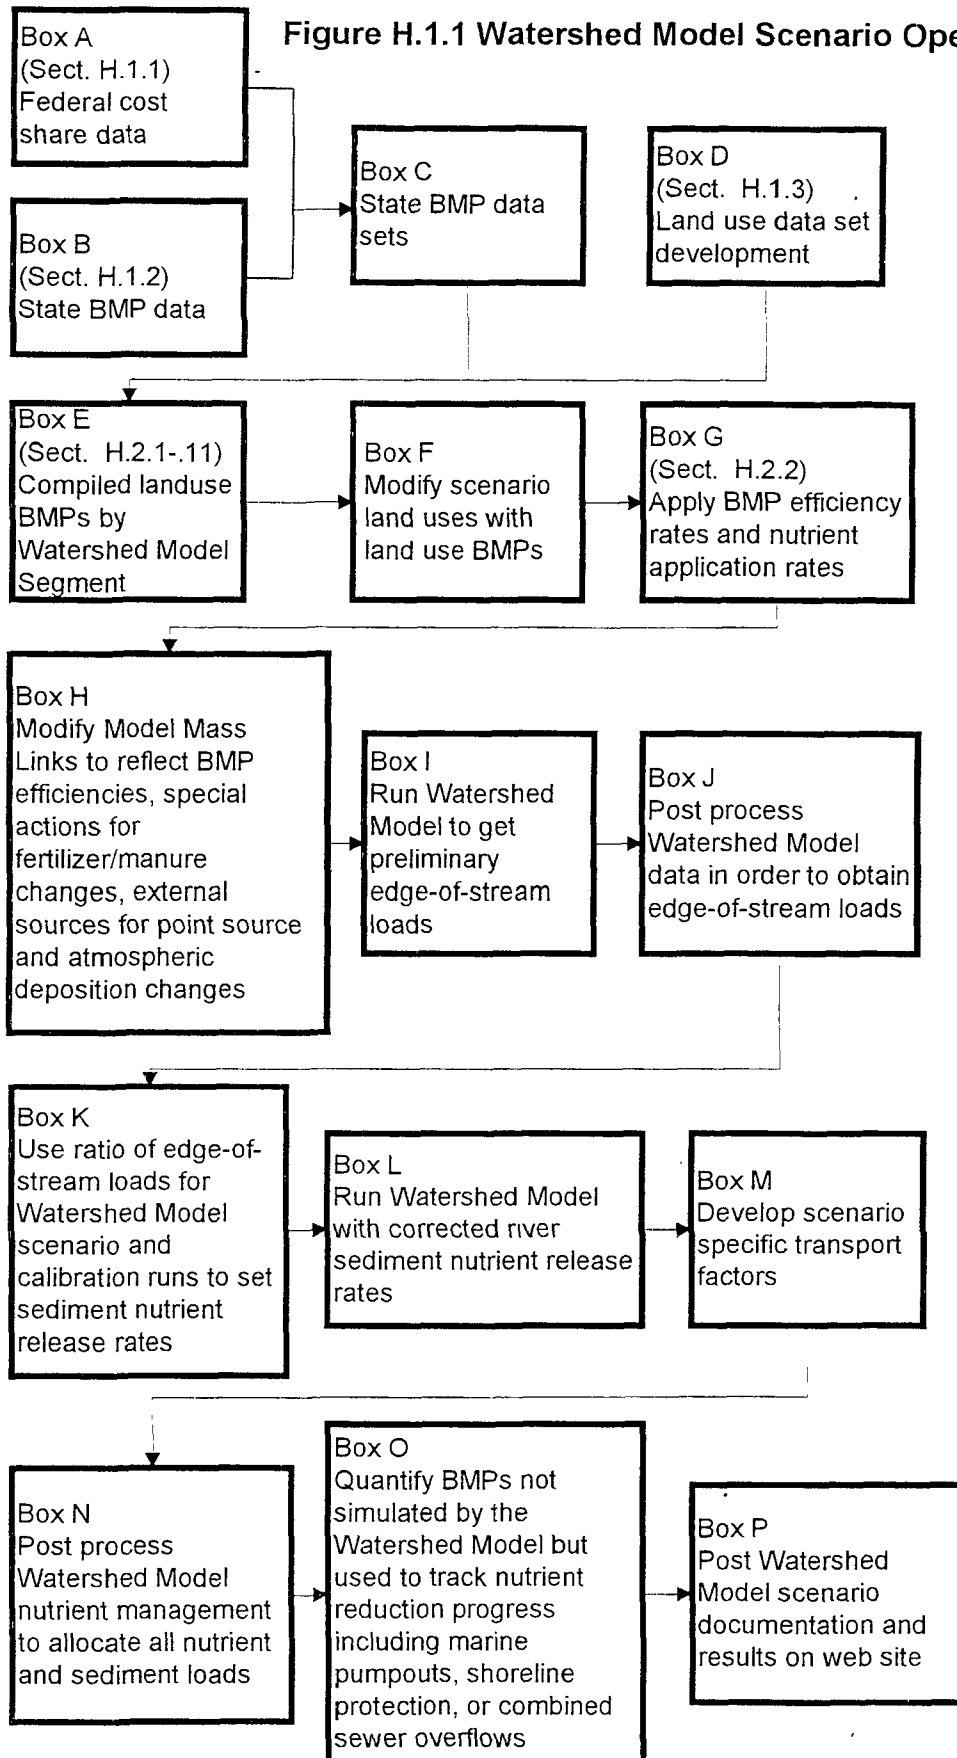 Figure H.1.1 Watershed Model Scenario Ope
Box A
(Sect. H.1.1)
Federal cost
share data
Box B
(Sect. H.1.2)
State BMP data
Box C
State BMP data
sets
Box D
(Sect. H.1.3)
Land use data set
development
Box E
(Sect. H.2.1-.11)
Compiled landuse
BMPs by
Watershed Model
Segment
Box F
Modify scenario
land uses with
land use BMPs
Box G
(Sect. H.2.2)
Apply BMP efficiency
rates and nutrient
application rates
Box H
Modify Model Mass
Links to reflect BMP
efficiencies, special
actions for
fertilizer/manure
changes, external
sources for point source
and atmospheric
deposition changes
Box I
Run Watershed
Model to get
preliminary
edge-of-stream
loads
Box J
Post process
Watershed Model
data in order to obtain
edge-of-stream loads
Box K
Use ratio of edge-of-
stream loads for
Watershed Model
scenario and
calibration runs to set
sediment nutrient
release rates
Box L
Run Watershed Model
with corrected river
sediment nutrient release
rates
Box M
Develop scenario
specific transport
factors
Box N
Post process
Watershed Model
nutrient management
to allocate all nutrient
and sediment loads
Box O
Quantify BMPs not
simulated by the
Watershed Model but
used to track nutrient
reduction progress
including marine
pumpouts, shoreline
protection, or combined
sewer overflows
Box P
Post Watershed
Model scenario
documentation and
results on web site